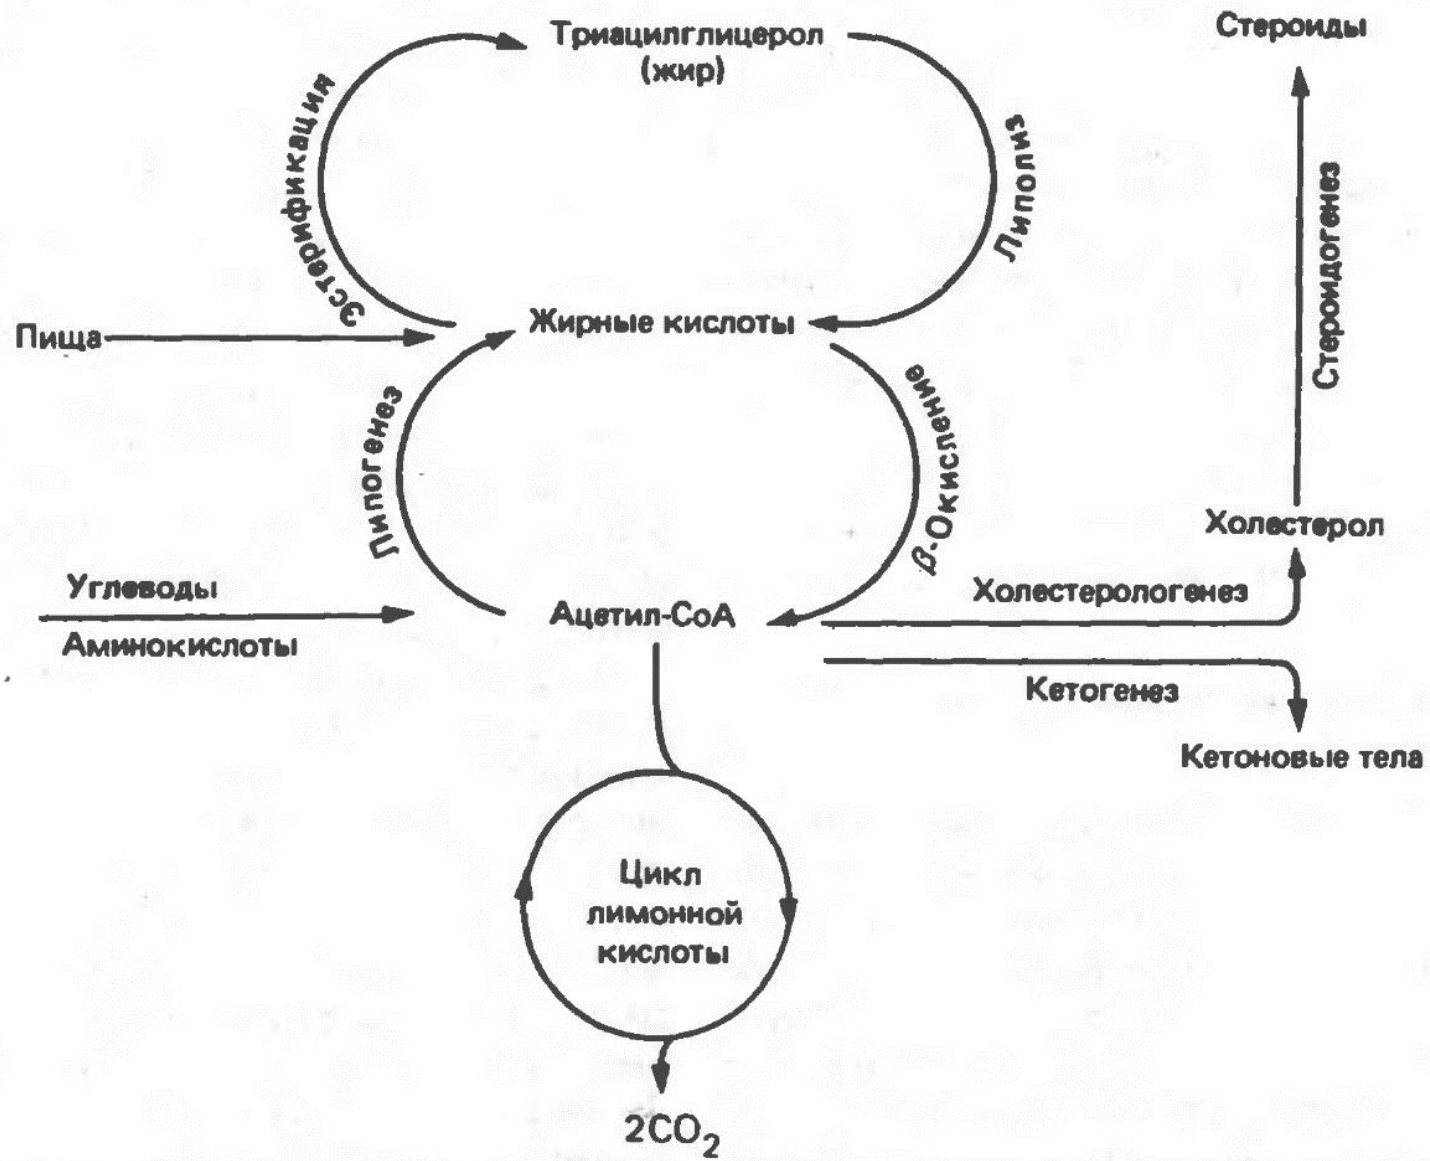 Триацилглицерол
(жир)
Стероиды
Эстерификация
Липолиз
Стероидогенез
Пища
Жирные кислоты
Липогенез
β-Окисление
Холестерол
Углеводы
Аминокислоты
Ацетил-СоА
Холестерологенез
Кетогенез
Кетоновые тела
Цикл
лимонной
кислоты
2CO₂